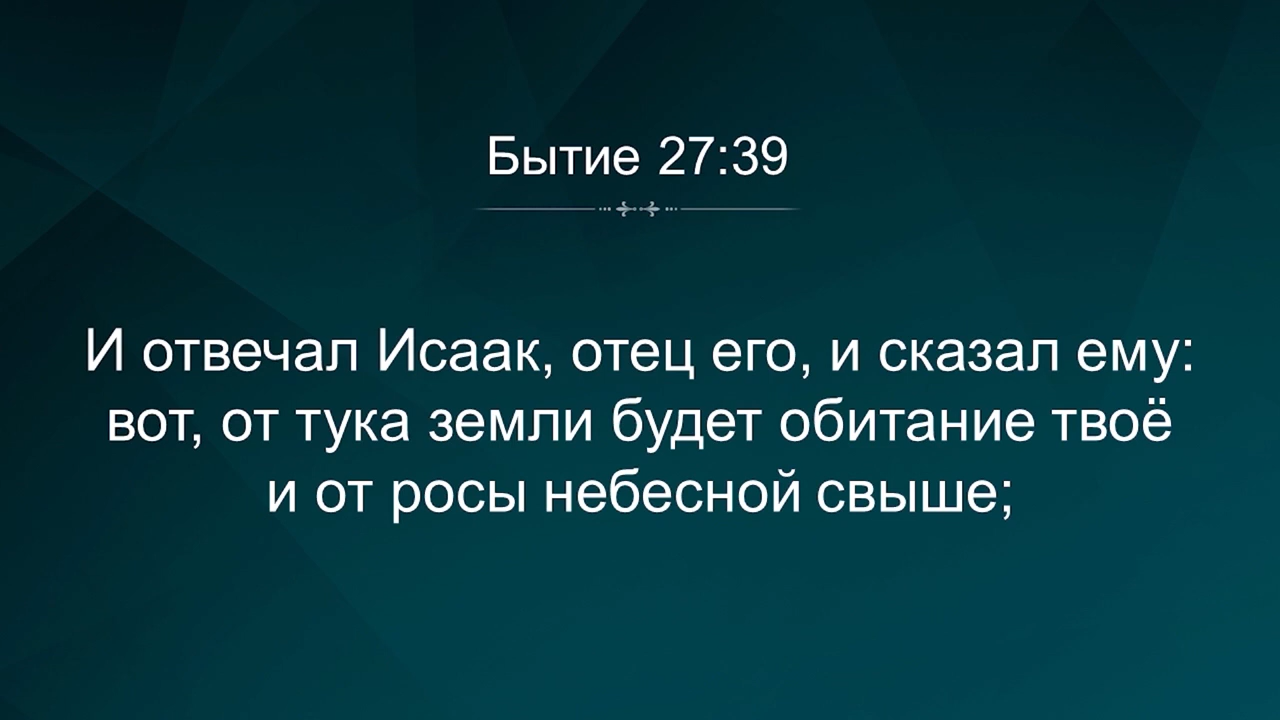 Бытие 27:39
И отвечал Исаак, отец его, и сказал ему:
вот, от тука земли будет обитание твоё
и от росы небесной свыше;